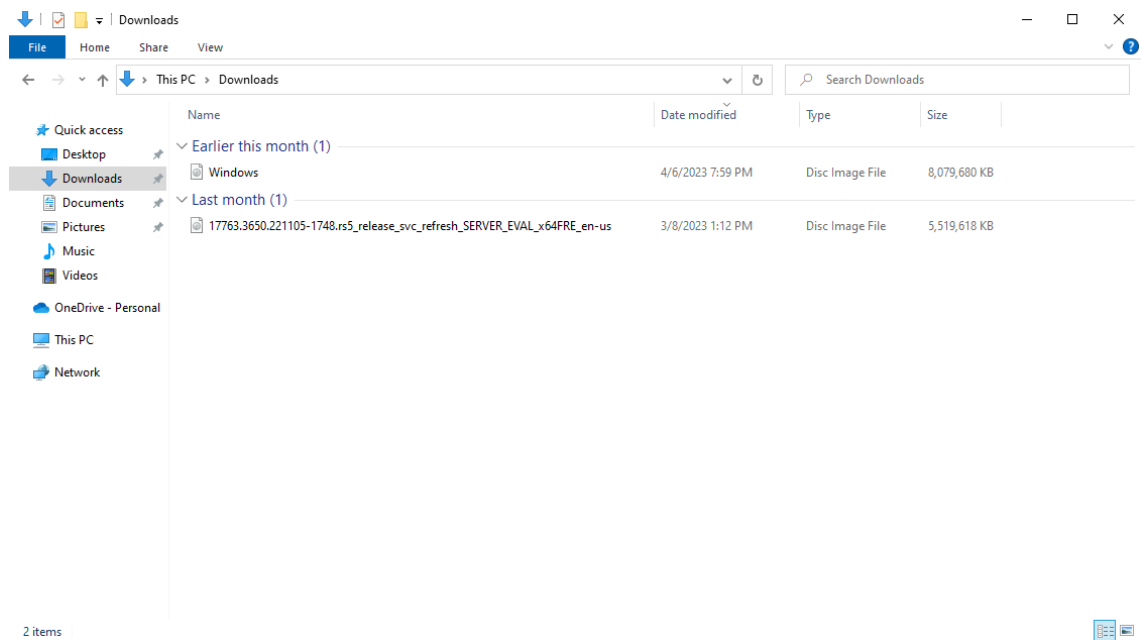 Downloads
File Home Share View
This PC Downloads Search Downloads
Name Date modified Type Size
Quick access
Desktop
Downloads
Documents
Pictures
Music
Videos
OneDrive - Personal
This PC
Network
Earlier this month (1)
Windows 4/6/2023 7:59 PM Disc Image File 8,079,680 KB
Last month (1)
17763.3650.221105-1748.rs5_release_svc_refresh_SERVER_EVAL_x64FRE_en-us 3/8/2023 1:12 PM Disc Image File 5,519,618 KB
2 items